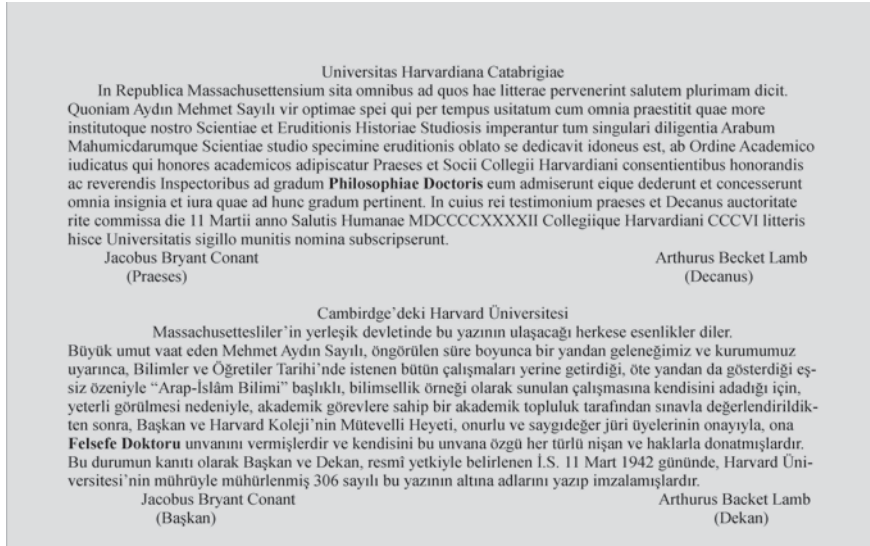 Universitas Harvardiana Catabrigiae
In Republica Massachusettensium sita omnibus ad quos hae litterae pervenerint salutem plurimam dicit.
Quoniam Aydın Mehmet Sayılı vir optimae spei qui per tempus usitatum cum omnia praestitit quae more
institutoque nostro Scientiae et Eruditionis Historiae Studiosis imperantur tum singulari diligentia Arabum
Mahumicdarumque Scientiae studio specimine eruditionis oblato se dedicavit idoneus est, ab Ordine Academico
iudicatus qui honores academicos adipiscatur Praeses et Socii Collegii Harvardiani consentientibus honorandis
ac reverendis Inspectoribus ad gradum Philosophiae Doctoris eum admiserunt eique dederunt et concesserunt
omnia insignia et iura quae ad hunc gradum pertinent. In cuius rei testimonium praeses et Decanus auctoritate
rite commissa die 11 Martii anno Salutis Humanae MDCCCCXXXXII Collegiique Harvardiani CCCVI litteris
hisce Universitatis sigillo munitis nomina subscripserunt.
Jacobus Bryant Conant Arthurus Becket Lamb
(Praeses) (Decanus)
Cambirdge'deki Harvard Üniversitesi
Massachusettesliler'in yerleşik devletinde bu yazının ulaşacağı herkese esenlikler diler.
Büyük umut vaat eden Mehmet Aydın Sayılı, öngörülen süre boyunca bir yandan geleneğimiz ve kurumumuz
uyarınca, Bilimler ve Öğretiler Tarihi'nde istenen bütün çalışmaları yerine getirdiği, öte yandan da gösterdiği eş-
siz özeniyle "Arap-İslâm Bilimi" başlıklı, bilimsellik örneği olarak sunulan çalışmasına kendisini adadığı için,
yeterli görülmesi nedeniyle, akademik görevlere sahip bir akademik topluluk tarafından sınavla değerlendirildik-
ten sonra, Başkan ve Harvard Koleji'nin Mütevelli Heyeti, onurlu ve saygıdeğer jüri üyelerinin onayıyla, ona
Felsefe Doktoru unvanını vermişlerdir ve kendisini bu unvana özgü her türlü nişan ve haklarla donatmışlardır.
Bu durumun kanıtı olarak Başkan ve Dekan, resmî yetkiyle belirlenen İ.S. 11 Mart 1942 gününde, Harvard Üni-
versitesi'nin mührüyle mühürlenmiş 306 sayılı bu yazının altına adlarını yazıp imzalamışlardır.
Jacobus Bryant Conant Arthurus Backet Lamb
(Başkan) (Dekan)